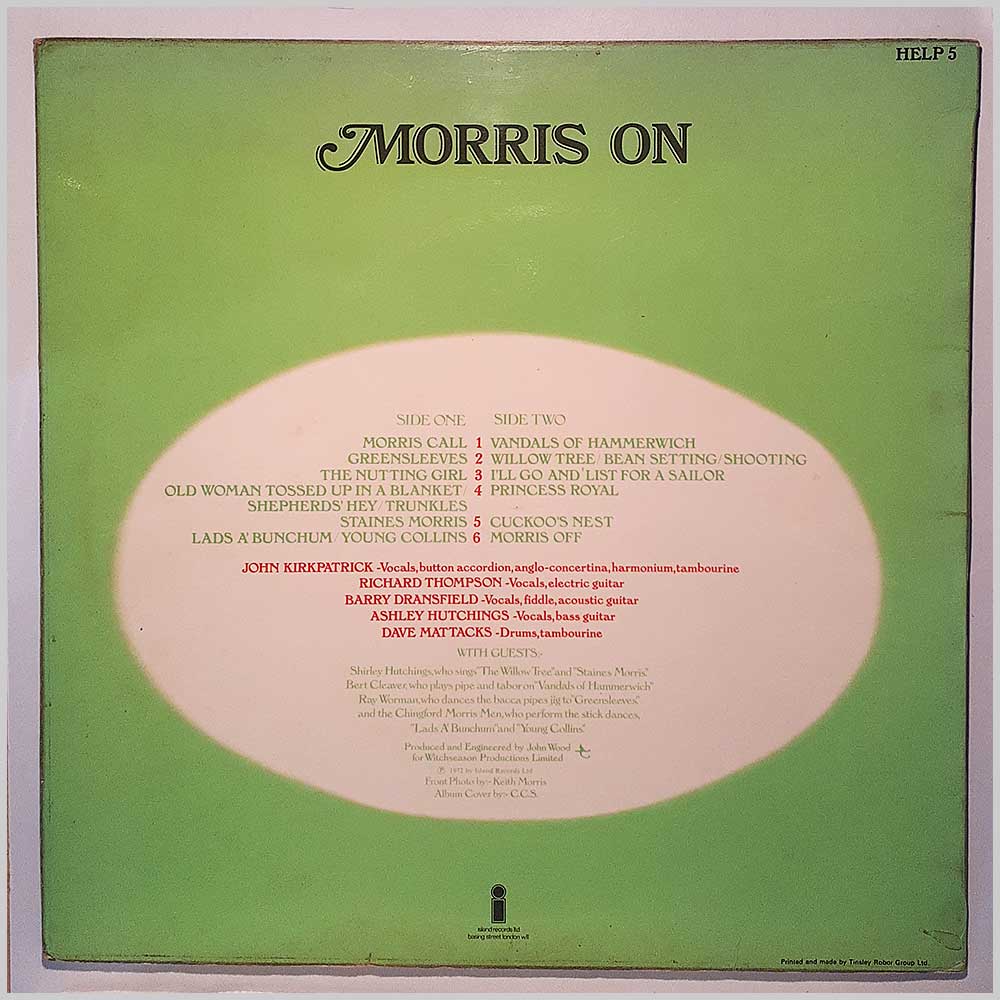 HELP 5
MORRIS ON
SIDE ONE SIDE TWO
MORRIS CALL 1 VANDALS OF HAMMERWICH
GREENSLEEVES 2 WILLOW TREE/BEAN SETTING/SHOOTING
THE NUTTING GIRL 3 I'LL GO AND 'LIST FOR A SAILOR
OLD WOMAN TOSSED UP IN A BLANKET/ 4 PRINCESS ROYAL
SHEPHERDS' HEY/TRUNKLES
STAINES MORRIS 5 CUCKOO'S NEST
LADS A' BUNCHUM/YOUNG COLLINS 6 MORRIS OFF
JOHN KIRKPATRICK -Vocals, button accordion, anglo-concertina, harmonium, tambourine
RICHARD THOMPSON -Vocals, electric guitar
BARRY DRANSFIELD -Vocals, fiddle, acoustic guitar
ASHLEY HUTCHINGS -Vocals, bass guitar
DAVE MATTACKS -Drums, tambourine
WITH GUESTS:-
Shirley Hutchings, who sings "The Willow Tree" and "Staines Morris."
Bert Cleaver, who plays pipe and tabor on "Vandals of Hammerwich"
Ray Worman, who dances the bacca pipes jig to "Greensleeves."
and the Chingford Morris Men, who perform the stick dances,
"Lads A' Bunchum" and "Young Collins."
Produced and Engineered by John Wood
for Witchseason Productions Limited
℗ 1972 by Island Records Ltd
Front Photo by:- Keith Morris
Album Cover by:- C.C.S.
island records ltd
basing street london w11
Printed and made by Tinsley Robor Group Ltd.